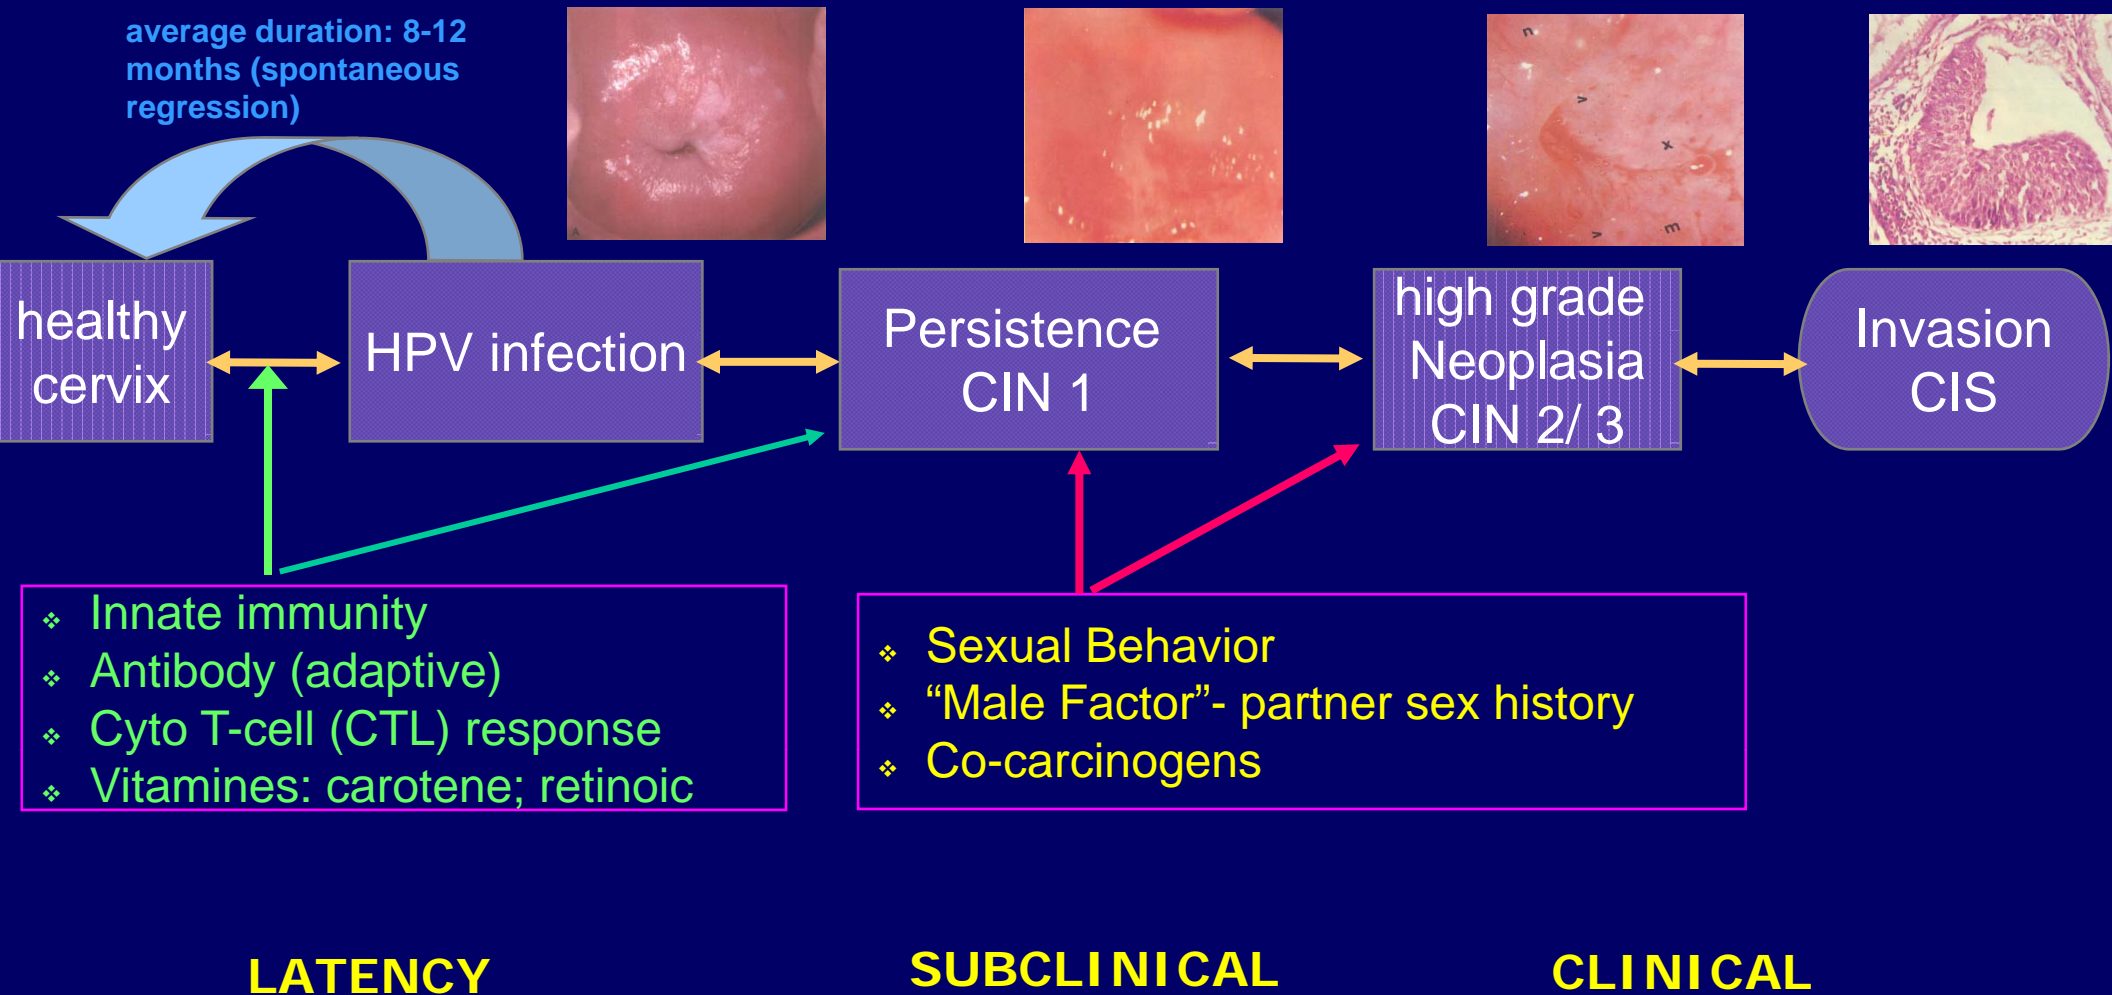 average duration: 8-12
months (spontaneous
regression)
healthy
cervix
HPV infection
Persistence
CIN 1
high grade
Neoplasia
CIN 2/ 3
Invasion
CIS
❖ Innate immunity
❖ Antibody (adaptive)
❖ Cyto T-cell (CTL) response
❖ Vitamines: carotene; retinoic
❖ Sexual Behavior
❖ “Male Factor”- partner sex history
❖ Co-carcinogens
LATENCY
SUBCLINICAL
CLINICAL